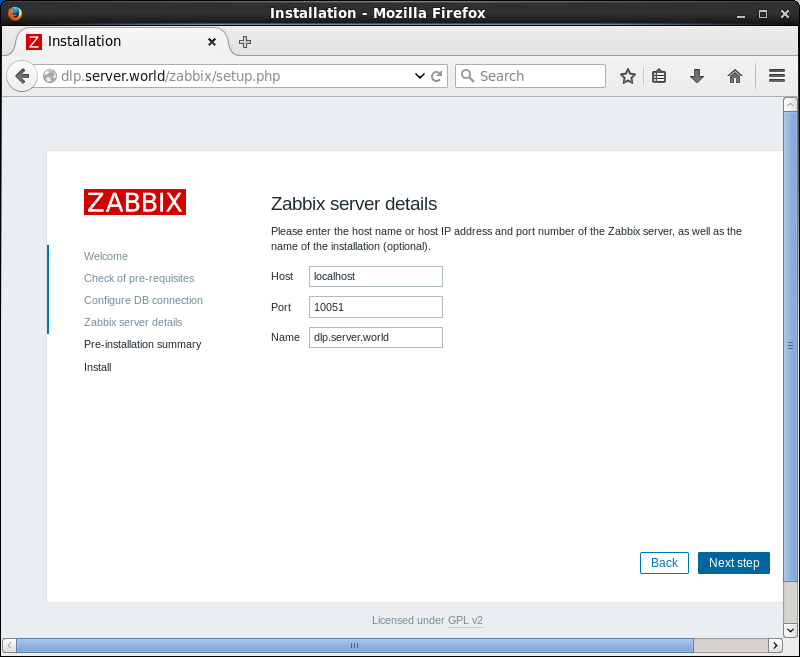 Installation - Mozilla Firefox
Installation
dlp.server.world/zabbix/setup.php
Search
ZABBIX
Welcome
Check of pre-requisites
Configure DB connection
Zabbix server details
Pre-installation summary
Install
Zabbix server details
Please enter the host name or host IP address and port number of the Zabbix server, as well as the
name of the installation (optional).
Host localhost
Port 10051
Name dlp.server.world
Back Next step
Licensed under GPL v2